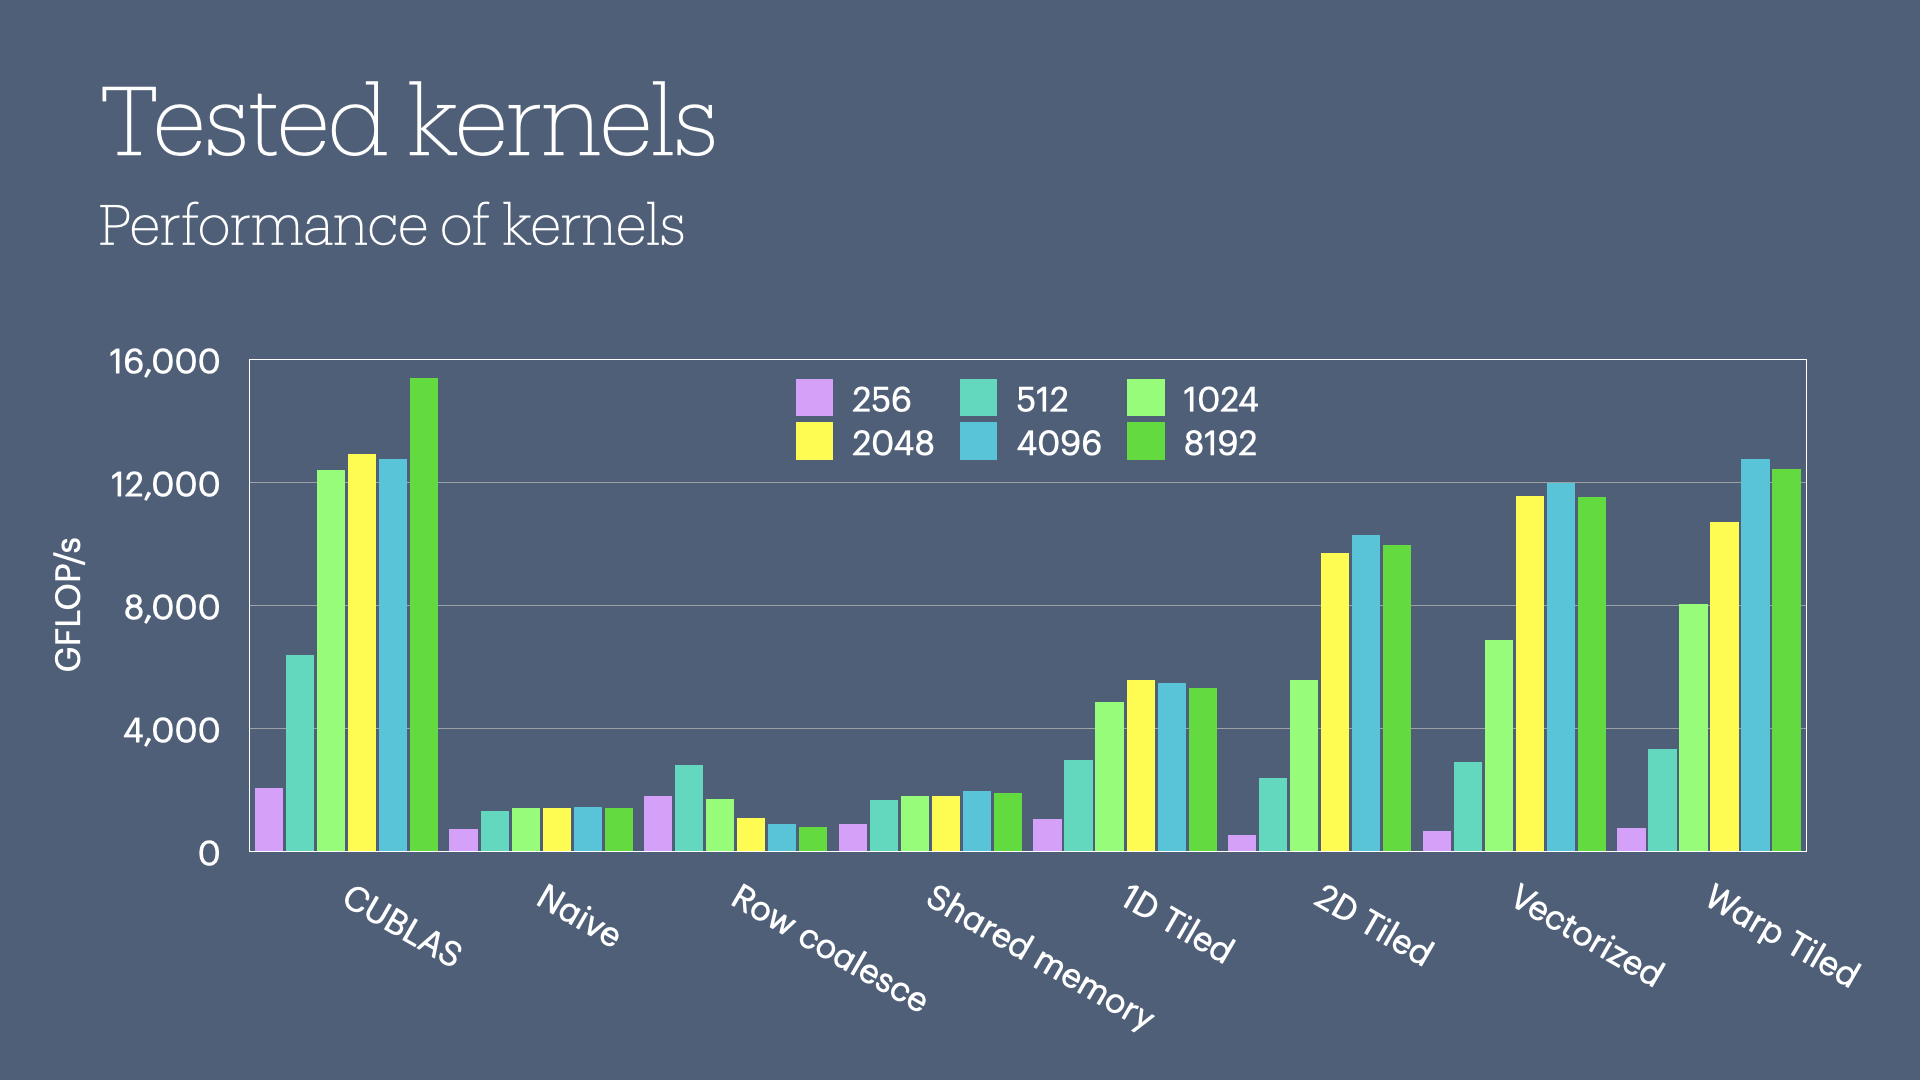 Tested kernels
Performance of kernels
16,000
12,000
8,000
4,000
0
GFLOP/s
256 512 1024
2048 4096 8192
CUBLAS
Naive
Row coalesce
Shared memory
1D Tiled
2D Tiled
Vectorized
Warp Tiled